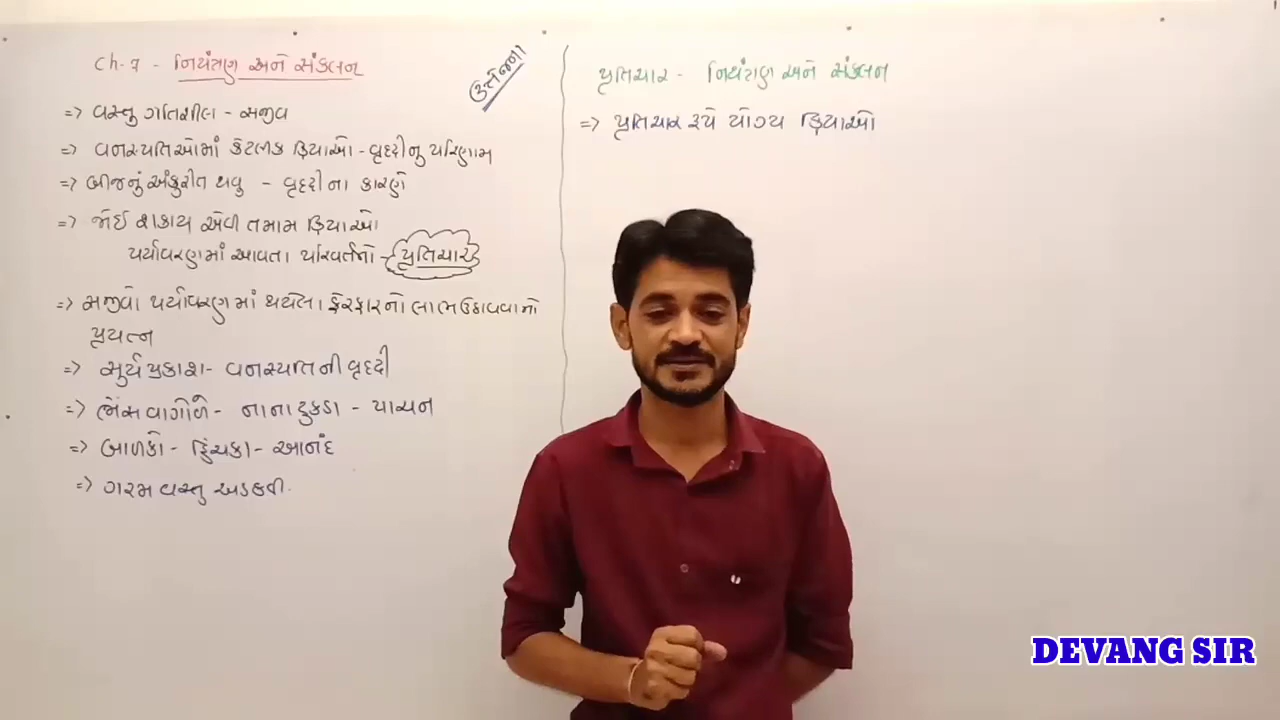 Ch-7 - નિયંત્રણ અને સંકલન
ઉત્તેજના
=> વસ્તુ ગતિશીલ - સજીવ
=> વનસ્પતિઓમાં કેટલીક ક્રિયાઓ - વૃદ્ધીનુ પરિણામ
=> બીજનું અંકુરીત થવુ - વૃદ્ધીના કારણે
=> જોઈ શકાય એવી તમામ ક્રિયાઓ
પર્યાવરણમાં આવતા પરિવર્તનો - પ્રતિચાર
=> સજીવો પર્યાવરણમાં થયેલા ફેરફારનો લાભ ઉઠાવવાનો
પ્રયત્ન
=> સુર્યપ્રકાશ - વનસ્પતિની વૃદ્ધી
=> ભેંસ વાગોળે - નાના ટુકડા - પાચન
=> બાળકો - હિંચકા - આનંદ
=> ગરમ વસ્તુ અડકવી.
પ્રતિચાર - નિયંત્રણ અને સંકલન
=> પ્રતિચાર રૂપે યોગ્ય ક્રિયાઓ
DEVANG SIR